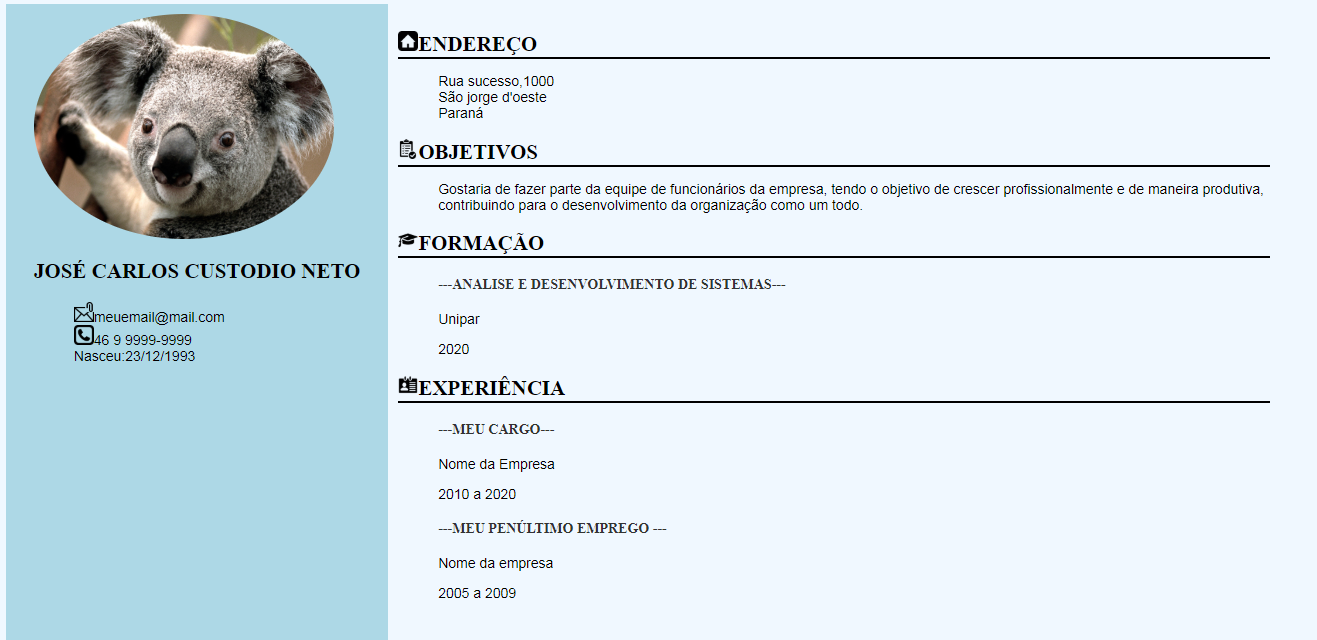 JOSÉ CARLOS CUSTODIO NETO
meuemail@mail.com
46 9 9999-9999
Nasceu:23/12/1993
ENDEREÇO
Rua sucesso,1000
São jorge d'oeste
Paraná
OBJETIVOS
Gostaria de fazer parte da equipe de funcionários da empresa, tendo o objetivo de crescer profissionalmente e de maneira produtiva,
contribuindo para o desenvolvimento da organização como um todo.
FORMAÇÃO
---ANALISE E DESENVOLVIMENTO DE SISTEMAS---
Unipar
2020
EXPERIÊNCIA
---MEU CARGO---
Nome da Empresa
2010 a 2020
---MEU PENÚLTIMO EMPREGO ---
Nome da empresa
2005 a 2009